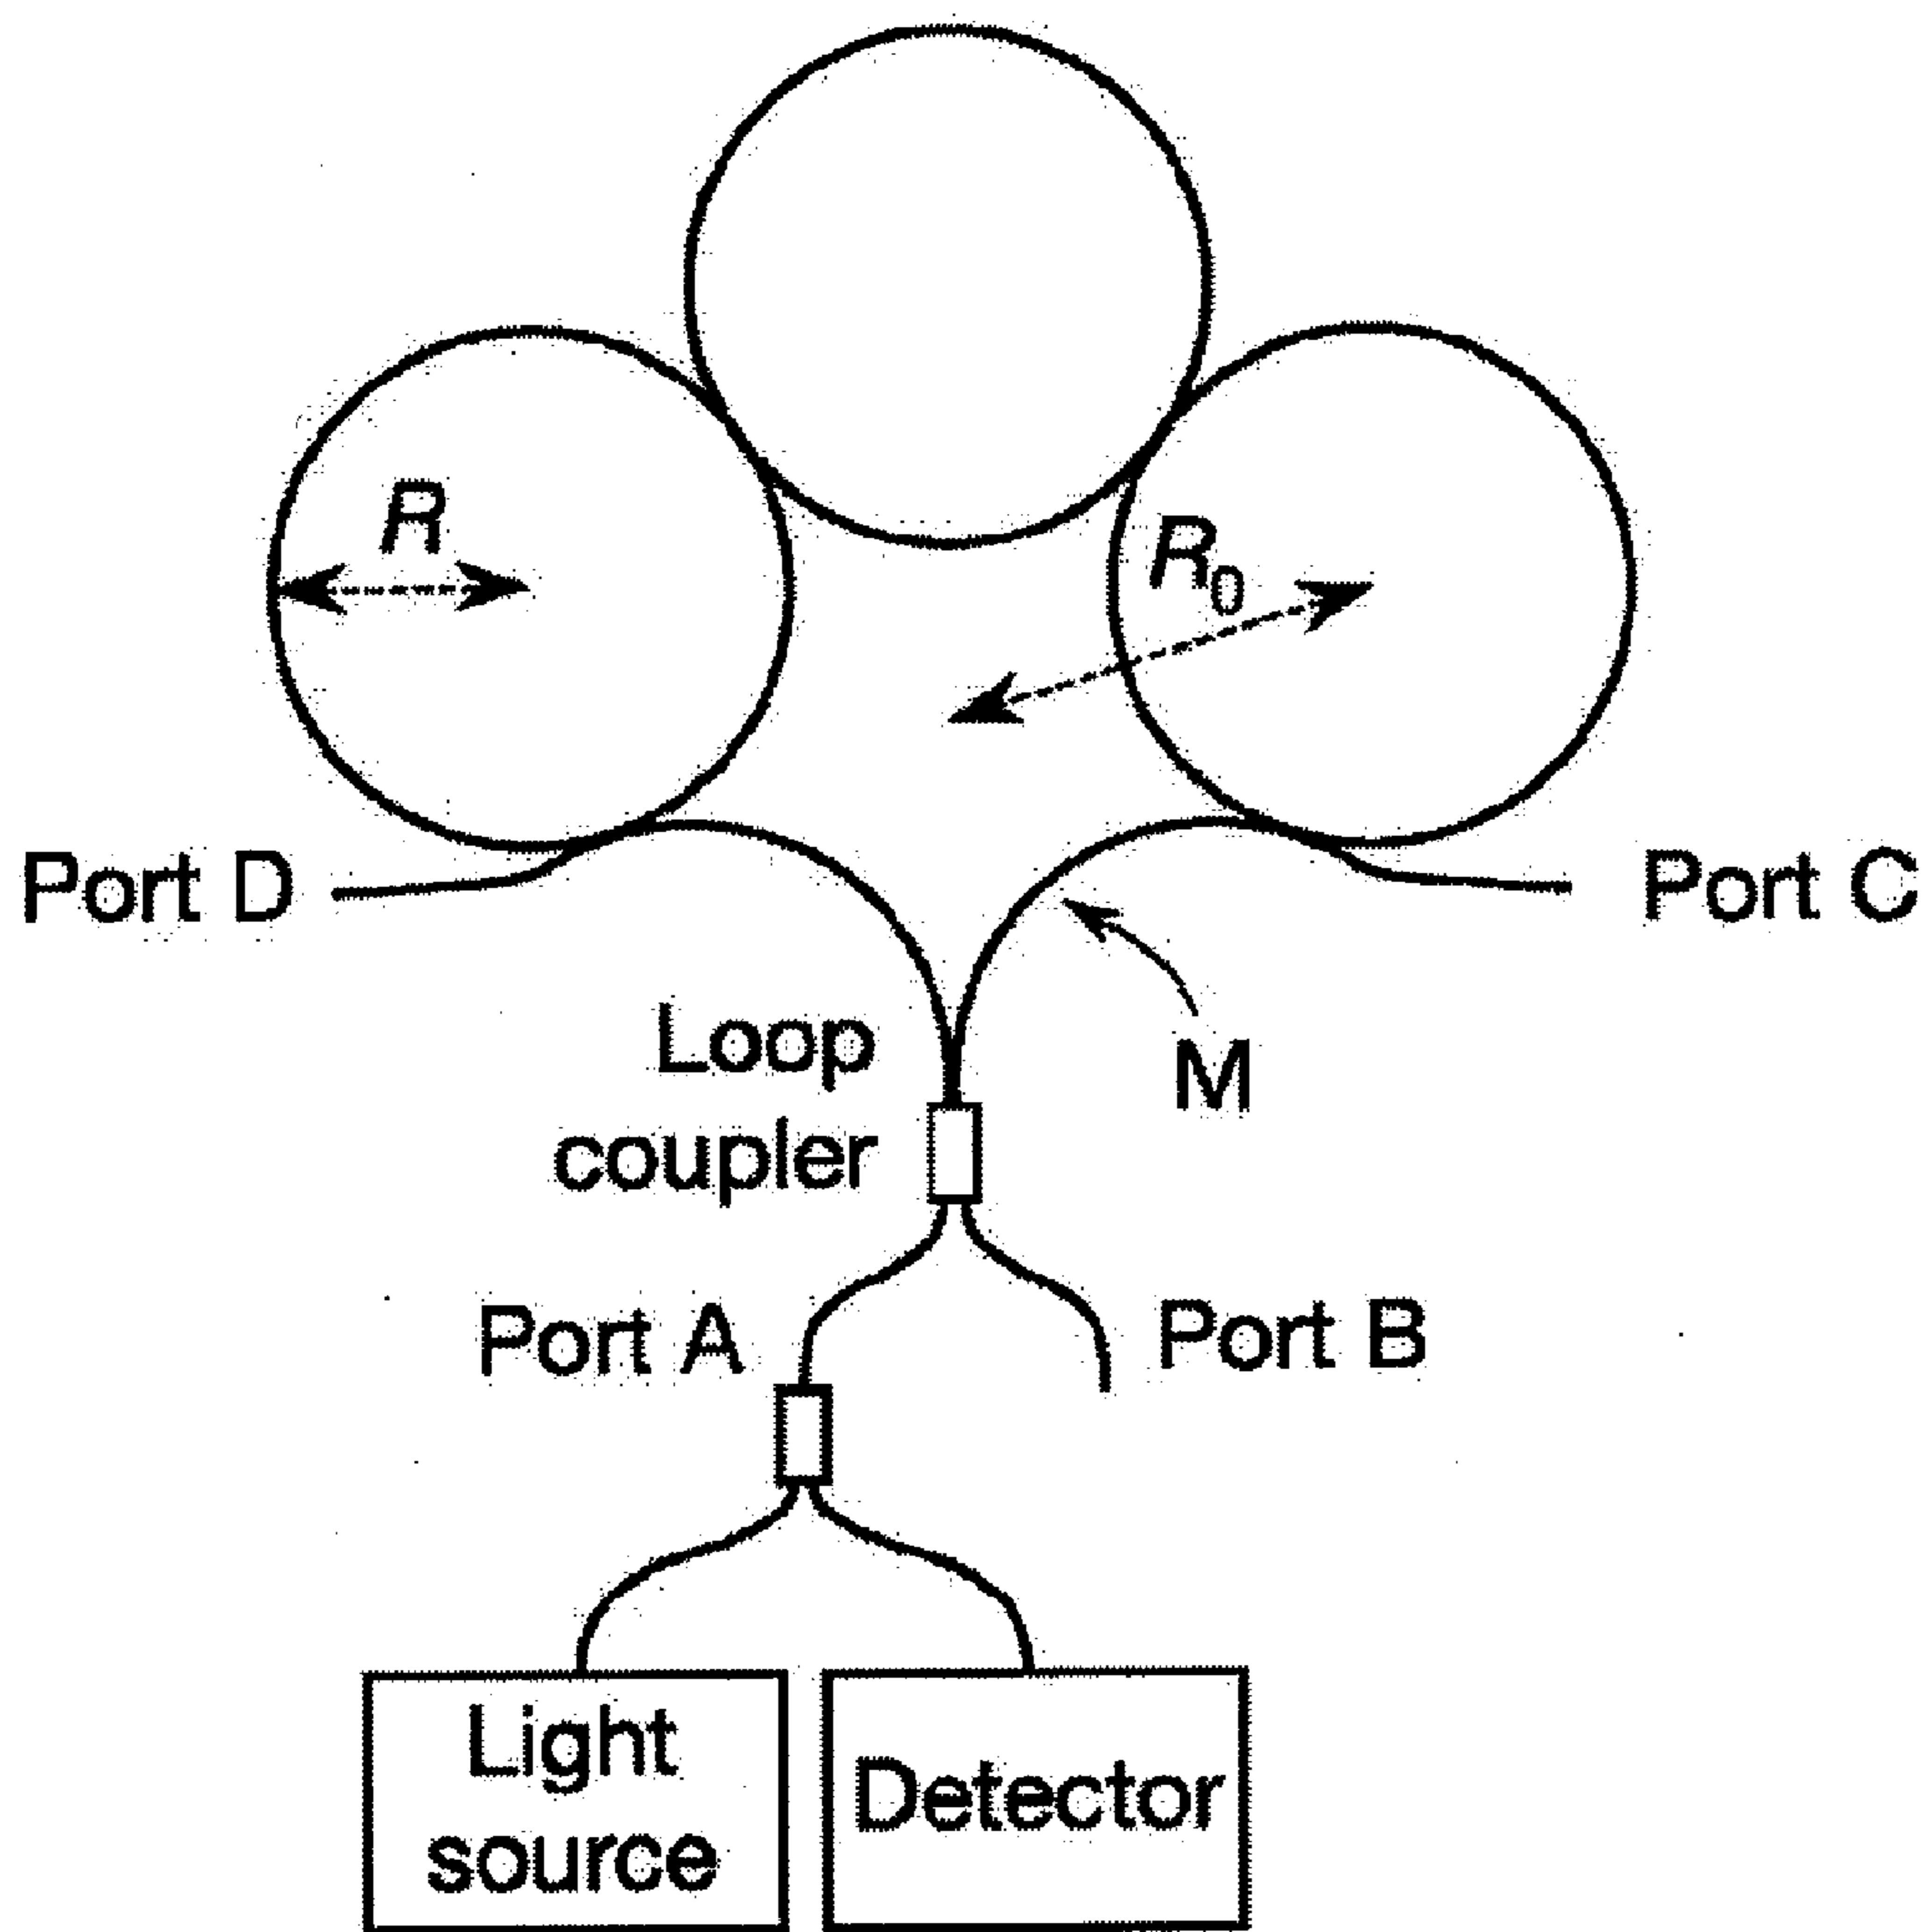 R
R0
Port D
Port C
Loop
coupler
M
Port A
Port B
Light
source
Detector